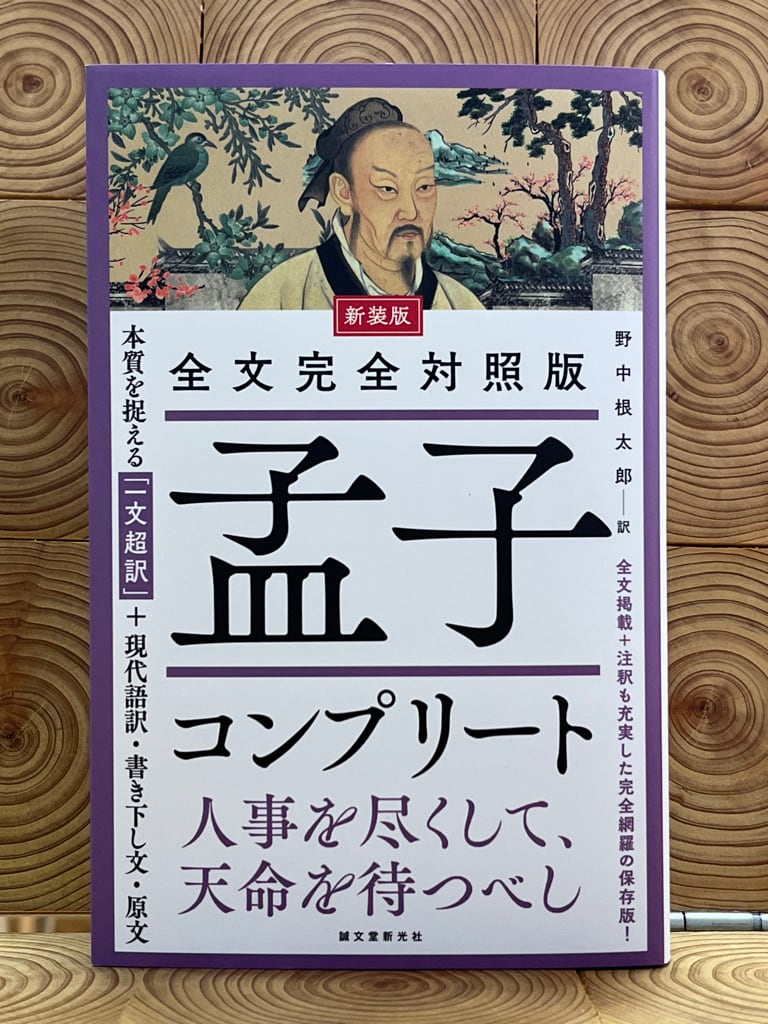 新装版
全文完全対照版
孟子
コンプリート
人事を尽くして、
天命を待つべし
誠文堂新光社
野中根太郎―訳
全文掲載+注釈も充実した完全網羅の保存版!
本質を捉える「一文超訳」+現代語訳・書き下し文・原文